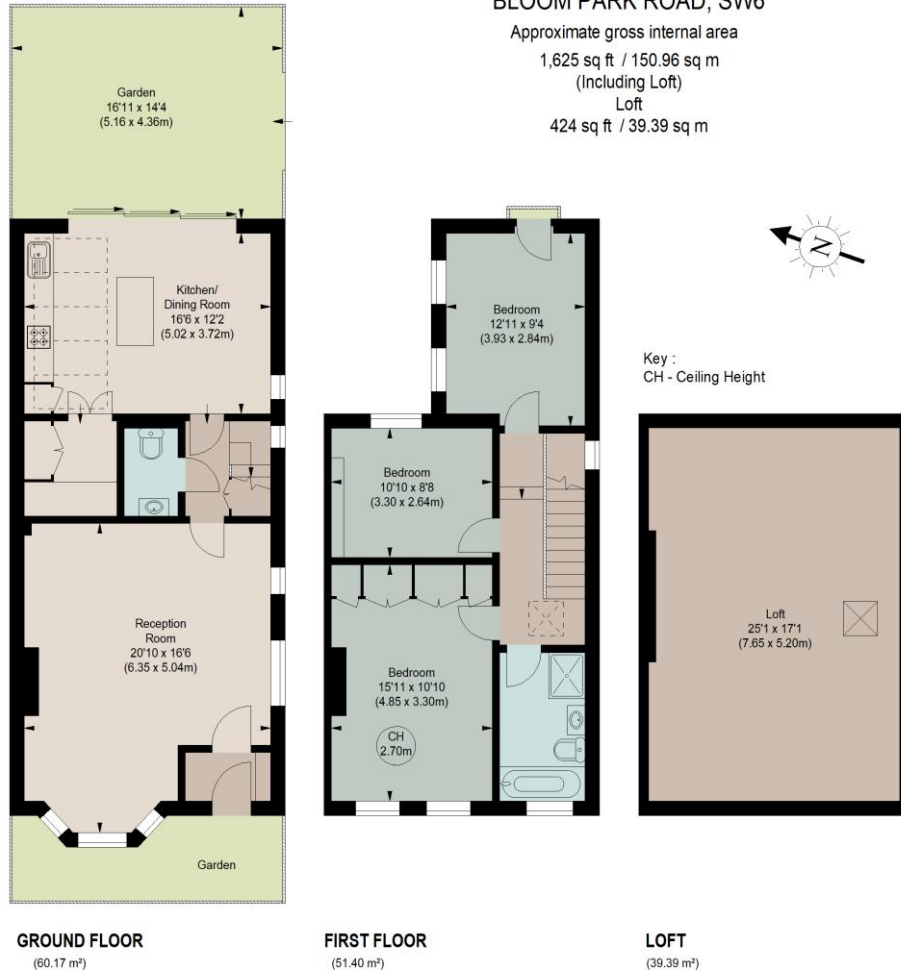 BLOOM PARK ROAD, SW6
Approximate gross internal area
1,625 sq ft / 150.96 sq m
(Including Loft)
Loft
424 sq ft / 39.39 sq m
N
Key :
CH - Ceiling Height
Garden
16'11 x 14'4
(5.16 x 4.36m)
Kitchen/
Dining Room
16'6 x 12'2
(5.02 x 3.72m)
Reception
Room
20'10 x 16'6
(6.35 x 5.04m)
Garden
Bedroom
12'11 x 9'4
(3.93 x 2.84m)
Bedroom
10'10 x 8'8
(3.30 x 2.64m)
Bedroom
15'11 x 10'10
(4.85 x 3.30m)
CH
2.70m
Loft
25'1 x 17'1
(7.65 x 5.20m)
GROUND FLOOR
(60.17 m²)
FIRST FLOOR
(51.40 m²)
LOFT
(39.39 m²)